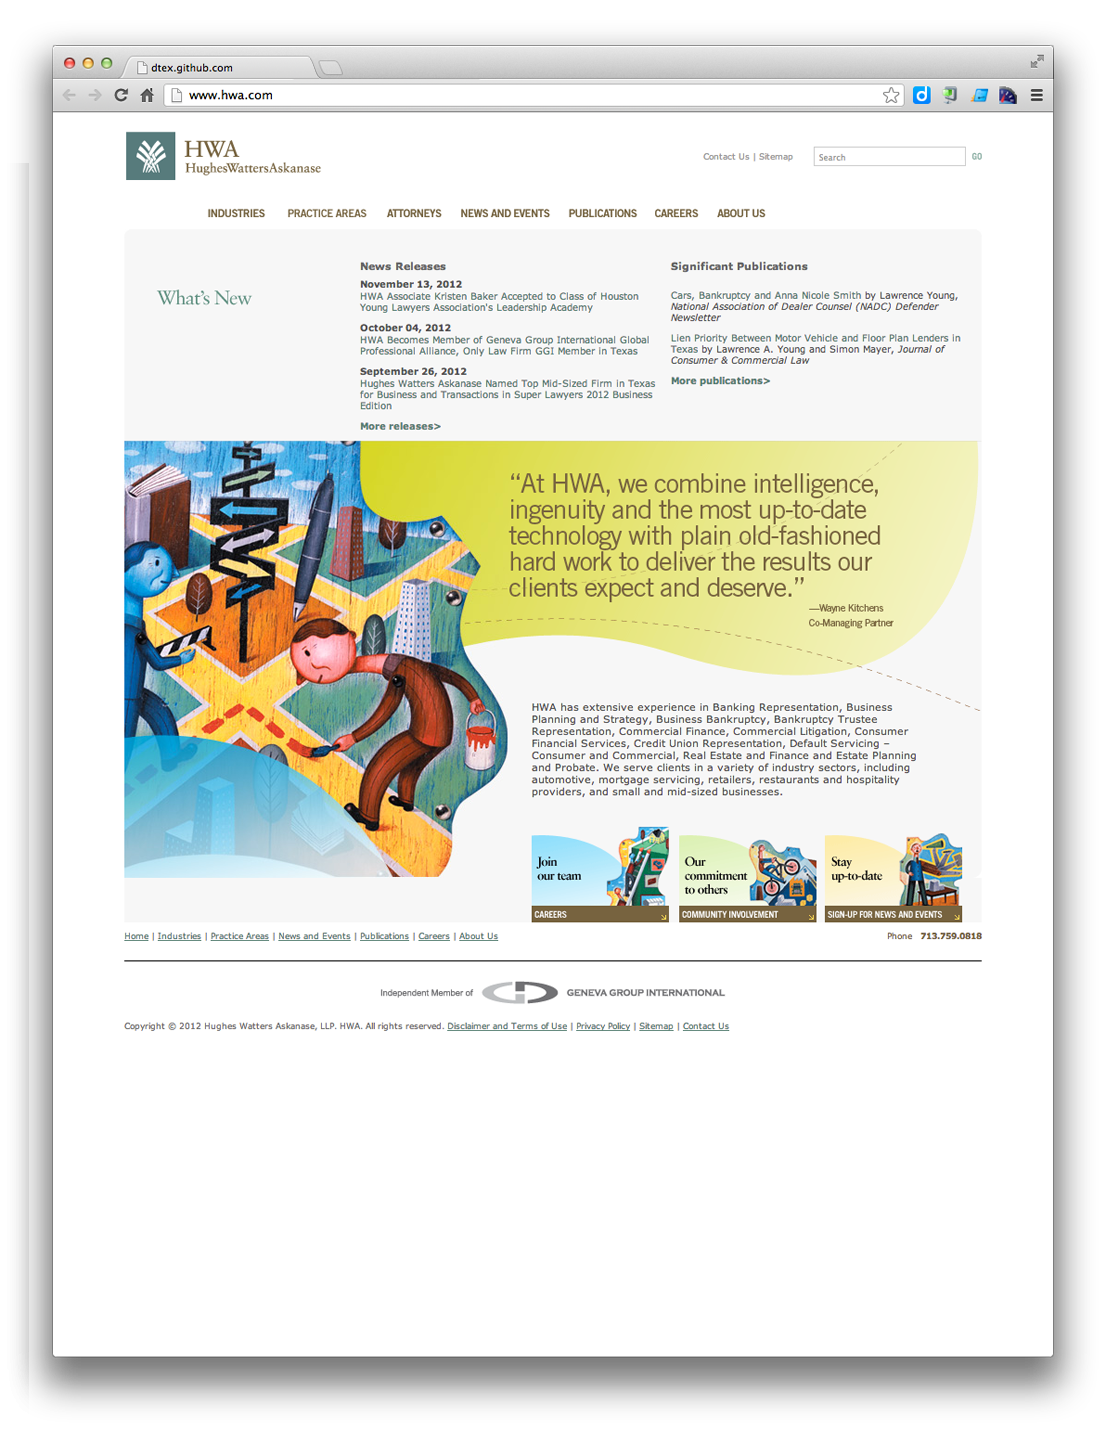 dtex.github.com
www.hwa.com
HWA
HughesWattersAskanase
Contact Us | Sitemap
Search
GO
INDUSTRIES PRACTICE AREAS ATTORNEYS NEWS AND EVENTS PUBLICATIONS CAREERS ABOUT US
What's New
News Releases
November 13, 2012
HWA Associate Kristen Baker Accepted to Class of Houston
Young Lawyers Association's Leadership Academy
October 04, 2012
HWA Becomes Member of Geneva Group International Global
Professional Alliance, Only Law Firm GGI Member in Texas
September 26, 2012
Hughes Watters Askanase Named Top Mid-Sized Firm in Texas
for Business and Transactions in Super Lawyers 2012 Business
Edition
More releases>
Significant Publications
Cars, Bankruptcy and Anna Nicole Smith by Lawrence Young,
National Association of Dealer Counsel (NADC) Defender
Newsletter
Lien Priority Between Motor Vehicle and Floor Plan Lenders in
Texas by Lawrence A. Young and Simon Mayer, Journal of
Consumer & Commercial Law
More publications>
“At HWA, we combine intelligence,
ingenuity and the most up-to-date
technology with plain old-fashioned
hard work to deliver the results our
clients expect and deserve.”
—Wayne Kitchens
Co-Managing Partner
HWA has extensive experience in Banking Representation, Business
Planning and Strategy, Business Bankruptcy, Bankruptcy Trustee
Representation, Commercial Finance, Commercial Litigation, Consumer
Financial Services, Credit Union Representation, Default Servicing –
Consumer and Commercial, Real Estate and Finance and Estate Planning
and Probate. We serve clients in a variety of industry sectors, including
automotive, mortgage servicing, retailers, restaurants and hospitality
providers, and small and mid-sized businesses.
Join
our team
CAREERS
Our
commitment
to others
COMMUNITY INVOLVEMENT
Stay
up-to-date
SIGN-UP FOR NEWS AND EVENTS
Home | Industries | Practice Areas | News and Events | Publications | Careers | About Us
Phone 713.759.0818
Independent Member of
GENEVA GROUP INTERNATIONAL
Copyright © 2012 Hughes Watters Askanase, LLP. HWA. All rights reserved. Disclaimer and Terms of Use | Privacy Policy | Sitemap | Contact Us